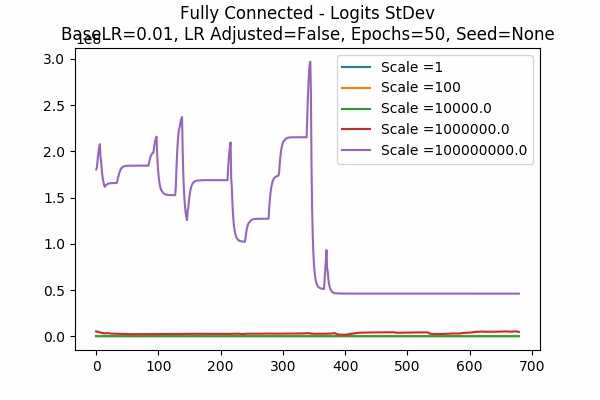 Fully Connected - Logits StDev
BaseLR=0.01, LR Adjusted=False, Epochs=50, Seed=None
1e8
Scale =1
Scale =100
Scale =10000.0
Scale =1000000.0
Scale =100000000.0
3.0
2.5
2.0
1.5
1.0
0.5
0.0
0 100 200 300 400 500 600 700